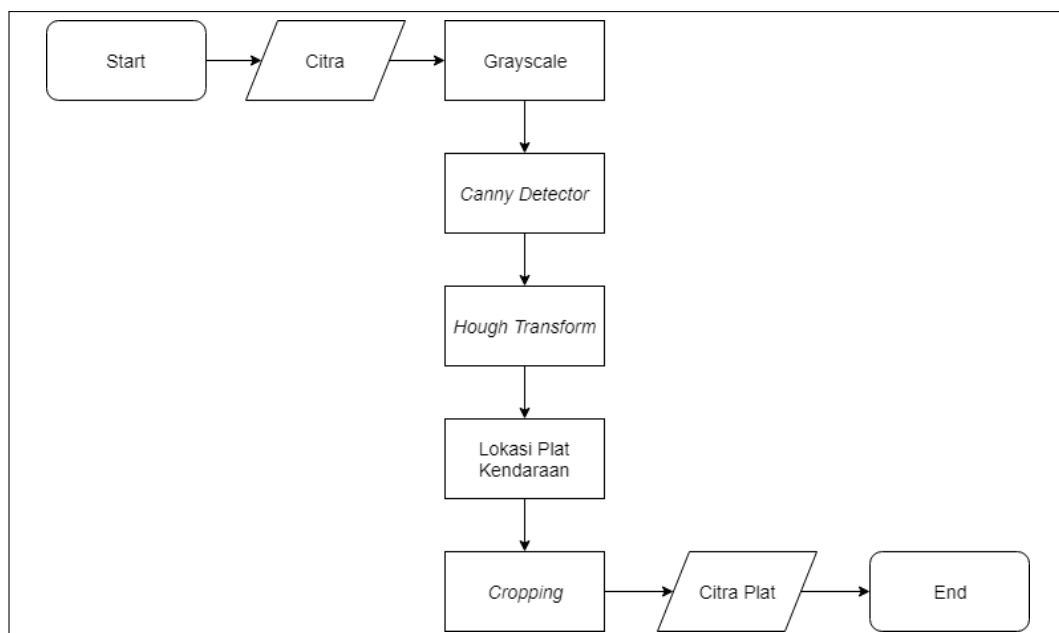 Start
Citra
Grayscale
Canny Detector
Hough Transform
Lokasi Plat
Kendaraan
Cropping
Citra Plat
End